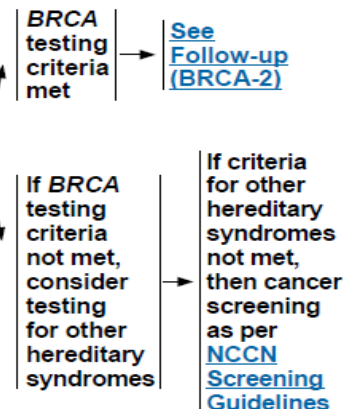 BRCA
testing
criteria
met
See
Follow-up
(BRCA-2)
If BRCA
testing
criteria
not met,
consider
testing
for other
hereditary
syndromes
If criteria
for other
hereditary
syndromes
not met,
then cancer
screening
as per
NCCN
Screening
Guidelines